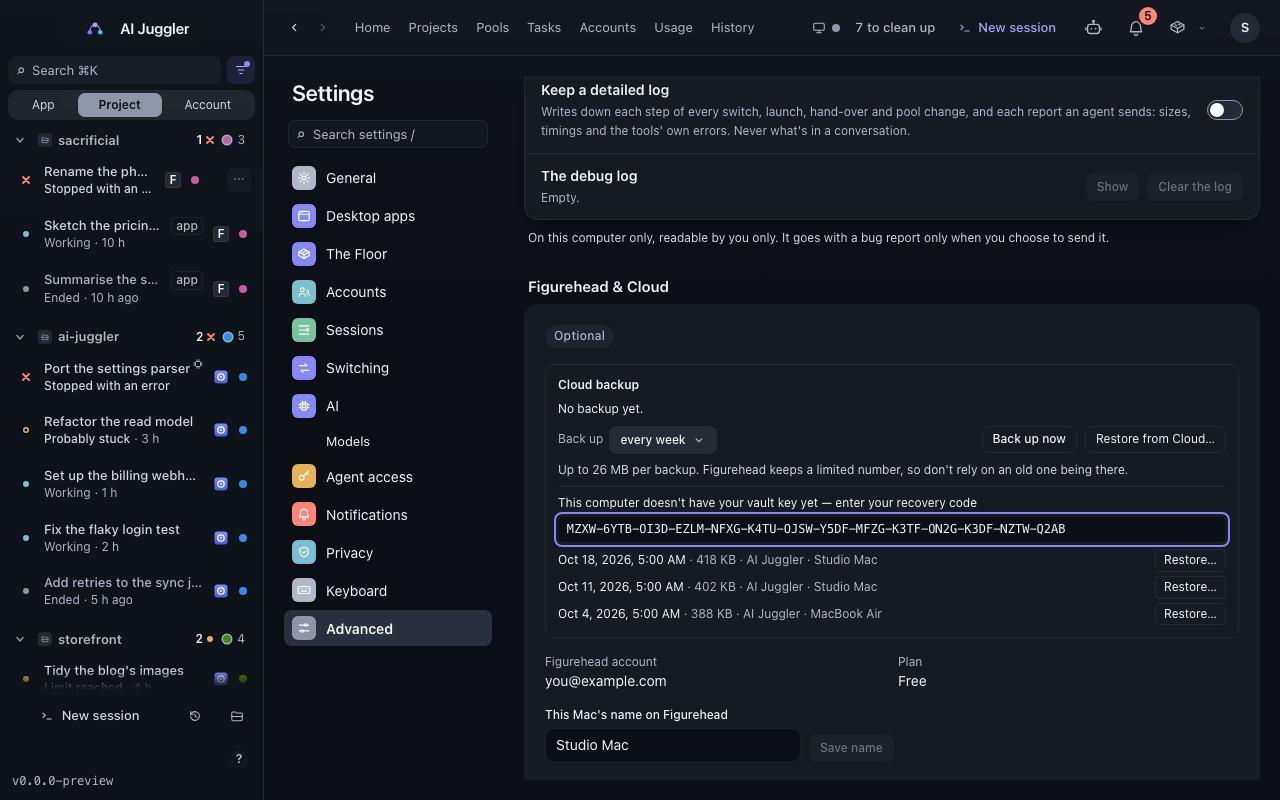 AI Juggler
Search ⌘K
App Project Account
sacrificial 1 3
Rename the ph... F
Stopped with an ...
Sketch the pricin... app F
Working · 10 h
Summarise the s... app F
Ended · 10 h ago
ai-juggler 2 5
Port the settings parser
Stopped with an error
Refactor the read model
Probably stuck · 3 h
Set up the billing webh...
Working · 1 h
Fix the flaky login test
Working · 2 h
Add retries to the sync j...
Ended · 5 h ago
storefront 2 4
Tidy the blog's images
Limit reached · 4 h
New session
?
v0.0.0-preview
Home Projects Pools Tasks Accounts Usage History 7 to clean up New session 5 S
Settings
Search settings /
General
Desktop apps
The Floor
Accounts
Sessions
Switching
AI
Models
Agent access
Notifications
Privacy
Keyboard
Advanced
Keep a detailed log
Writes down each step of every switch, launch, hand-over and pool change, and each report an agent sends: sizes,
timings and the tools' own errors. Never what's in a conversation.
The debug log
Empty.
Show Clear the log
On this computer only, readable by you only. It goes with a bug report only when you choose to send it.
Figurehead & Cloud
Optional
Cloud backup
No backup yet.
Back up every week Back up now Restore from Cloud...
Up to 26 MB per backup. Figurehead keeps a limited number, so don't rely on an old one being there.
This computer doesn't have your vault key yet — enter your recovery code
MZXW-6YTB-OI3D-EZLM-NFXG-K4TU-OJSW-Y5DF-MFZG-K3TF-ON2G-K3DF-NZTW-Q2AB
Oct 18, 2026, 5:00 AM · 418 KB · AI Juggler · Studio Mac Restore...
Oct 11, 2026, 5:00 AM · 402 KB · AI Juggler · Studio Mac Restore...
Oct 4, 2026, 5:00 AM · 388 KB · AI Juggler · MacBook Air Restore...
Figurehead account Plan
you@example.com Free
This Mac's name on Figurehead
Studio Mac Save name